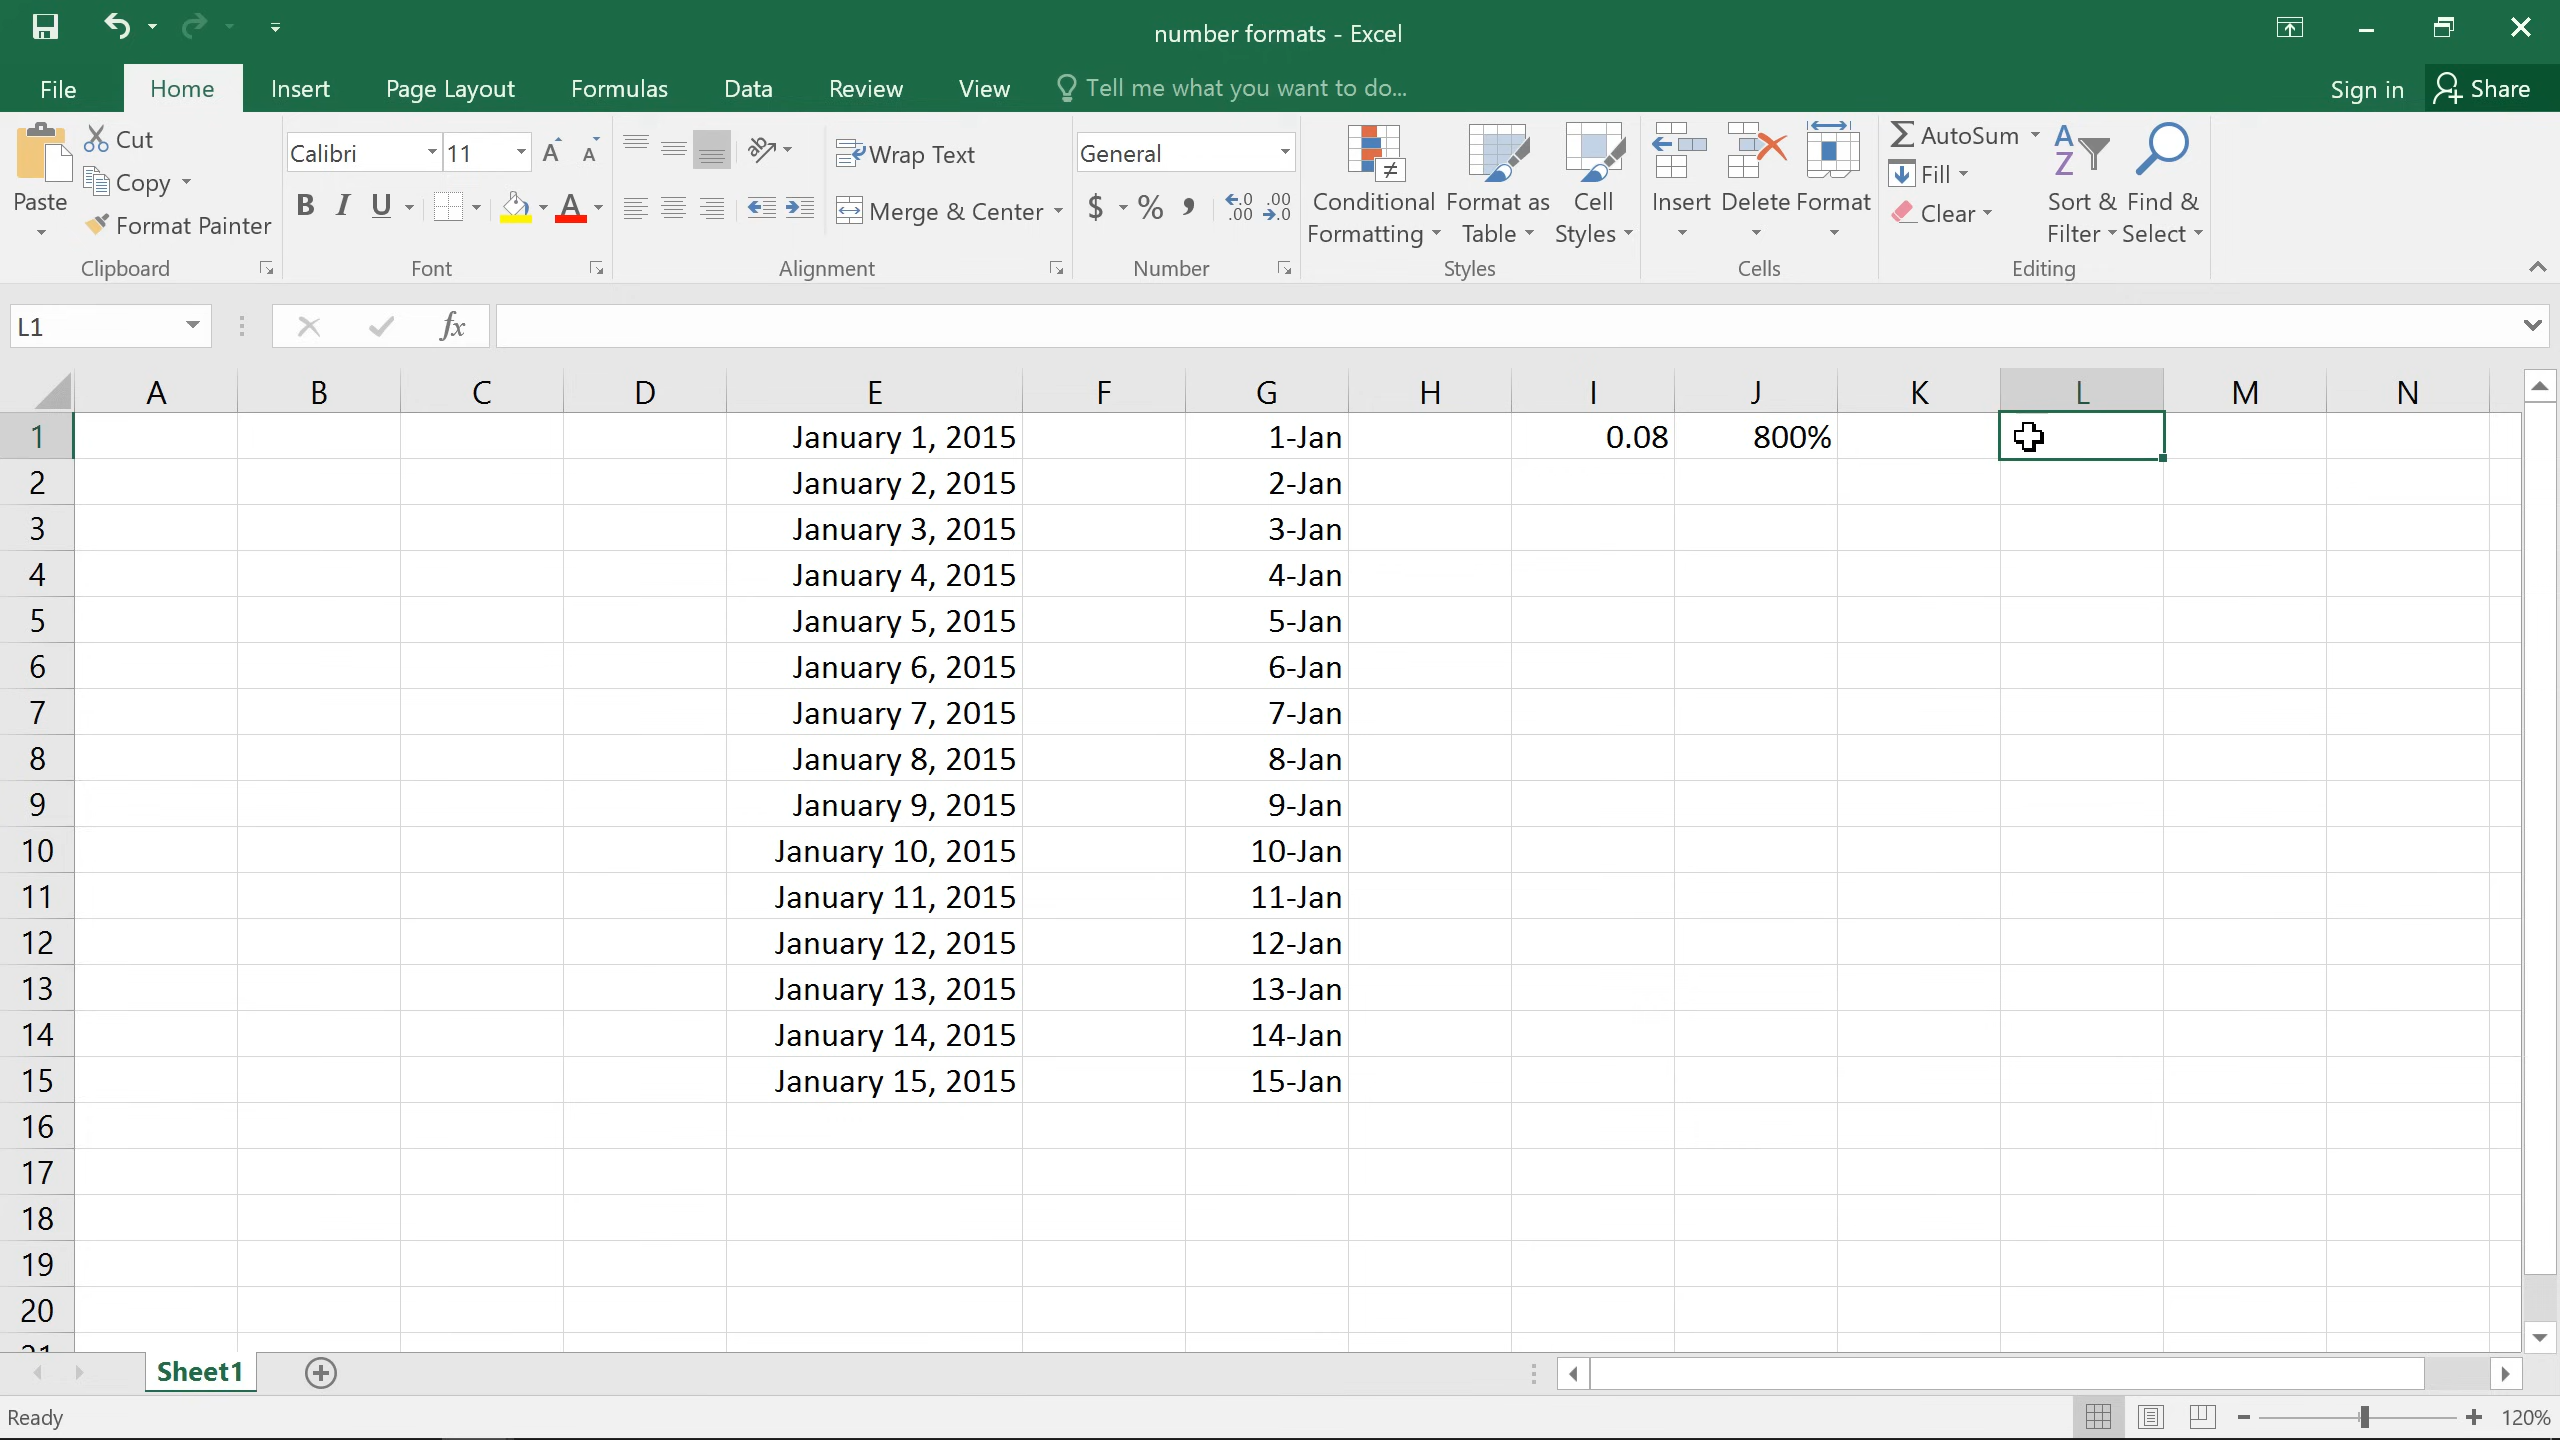 number formats - Excel
File Home Insert Page Layout Formulas Data Review View Tell me what you want to do... Sign in Share
Paste Cut Copy Format Painter Clipboard
Calibri 11 A A B I U A Font
Wrap Text Merge & Center Alignment
General $ % , .0 .00 .00 .0 Number
Conditional Formatting Format as Table Cell Styles Styles
Insert Delete Format Cells
AutoSum Fill Clear Sort & Filter Find & Select Editing
L1 fx
A B C D E F G H I J K L M N
1 January 1, 2015 1-Jan 0.08 800%
2 January 2, 2015 2-Jan
3 January 3, 2015 3-Jan
4 January 4, 2015 4-Jan
5 January 5, 2015 5-Jan
6 January 6, 2015 6-Jan
7 January 7, 2015 7-Jan
8 January 8, 2015 8-Jan
9 January 9, 2015 9-Jan
10 January 10, 2015 10-Jan
11 January 11, 2015 11-Jan
12 January 12, 2015 12-Jan
13 January 13, 2015 13-Jan
14 January 14, 2015 14-Jan
15 January 15, 2015 15-Jan
16
17
18
19
20
21
Sheet1
Ready 120%